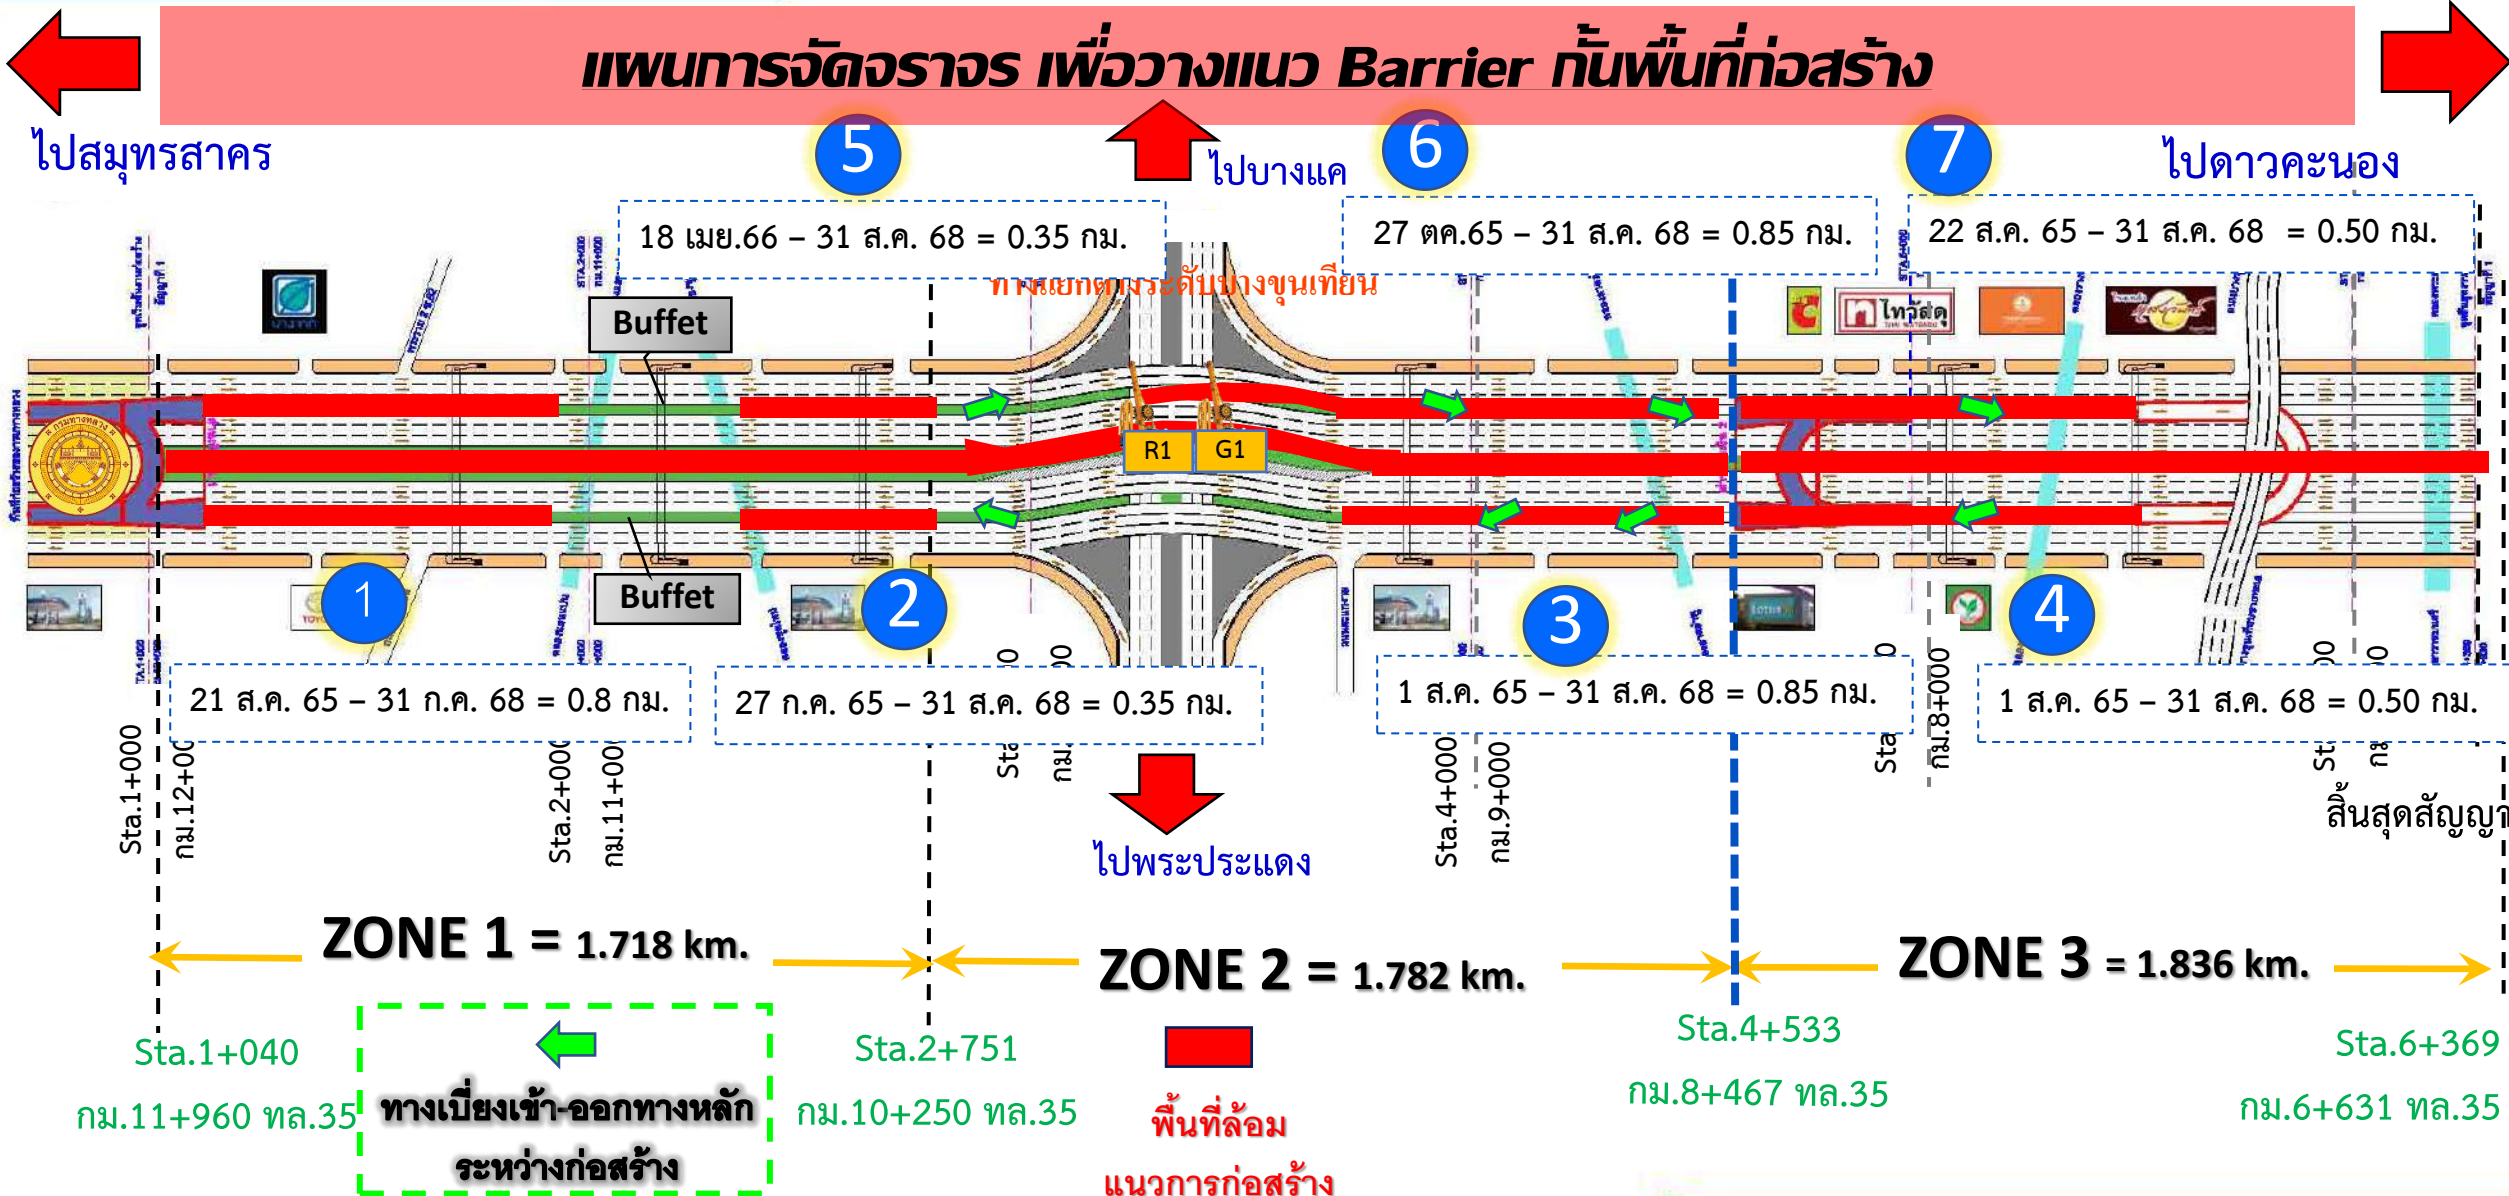 แผนการจัดจราจร เพื่อวางแนว Barrier กั้นพื้นที่ก่อสร้าง
ไปสมุทรสาคร
5
ไปบางแค
6
7
ไปดาวคะนอง
18 เมย.66 – 31 ส.ค. 68 = 0.35 กม.
27 ตค.65 – 31 ส.ค. 68 = 0.85 กม.
22 ส.ค. 65 – 31 ส.ค. 68 = 0.50 กม.
ทางแยกต่างระดับบางขุนเทียน
Buffet
ไทวัสดุ
R1
G1
Buffet
1
2
3
4
21 ส.ค. 65 – 31 ก.ค. 68 = 0.8 กม.
27 ก.ค. 65 – 31 ส.ค. 68 = 0.35 กม.
1 ส.ค. 65 – 31 ส.ค. 68 = 0.85 กม.
1 ส.ค. 65 – 31 ส.ค. 68 = 0.50 กม.
Sta.1+000
กม.12+00
Sta.2+000
กม.11+00
Sta.4+000
กม.9+000
กม.8+000
สิ้นสุดสัญญา
ไปพระประแดง
ZONE 1 = 1.718 km.
ZONE 2 = 1.782 km.
ZONE 3 = 1.836 km.
Sta.1+040
กม.11+960 ทล.35
ทางเบี่ยงเข้า-ออกทางหลัก
ระหว่างก่อสร้าง
Sta.2+751
กม.10+250 ทล.35
พื้นที่ล้อม
แนวการก่อสร้าง
Sta.4+533
กม.8+467 ทล.35
Sta.6+369
กม.6+631 ทล.35